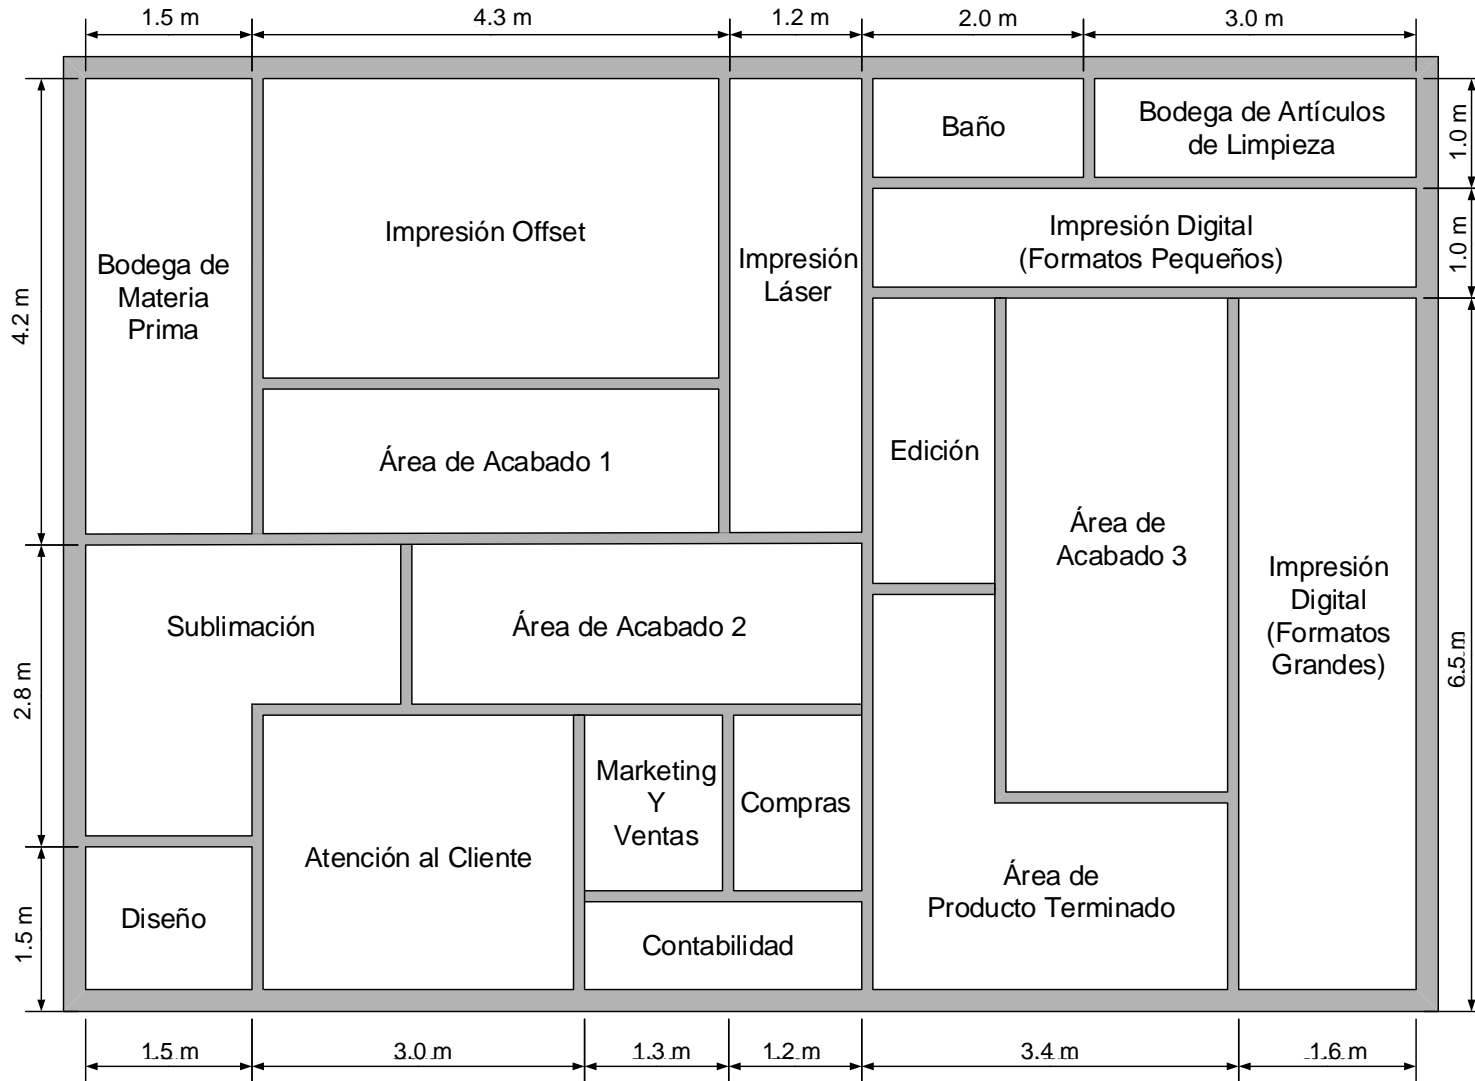 1.5 m
4.3 m
1.2 m
2.0 m
3.0 m
Baño
Bodega de Artículos
de Limpieza
1.0 m
Impresión Offset
Impresión Digital
(Formatos Pequeños)
1.0 m
Bodega de
Materia
Prima
Impresión
Láser
4.2 m
Edición
Área de Acabado 1
Área de
Acabado 3
Impresión
Digital
(Formatos
Grandes)
Sublimación
Área de Acabado 2
2.8 m
6.5 m
Marketing
Y
Ventas
Compras
Atención al Cliente
Área de
Producto Terminado
Diseño
1.5 m
Contabilidad
1.5 m
3.0 m
1.3 m
1.2 m
3.4 m
1.6 m